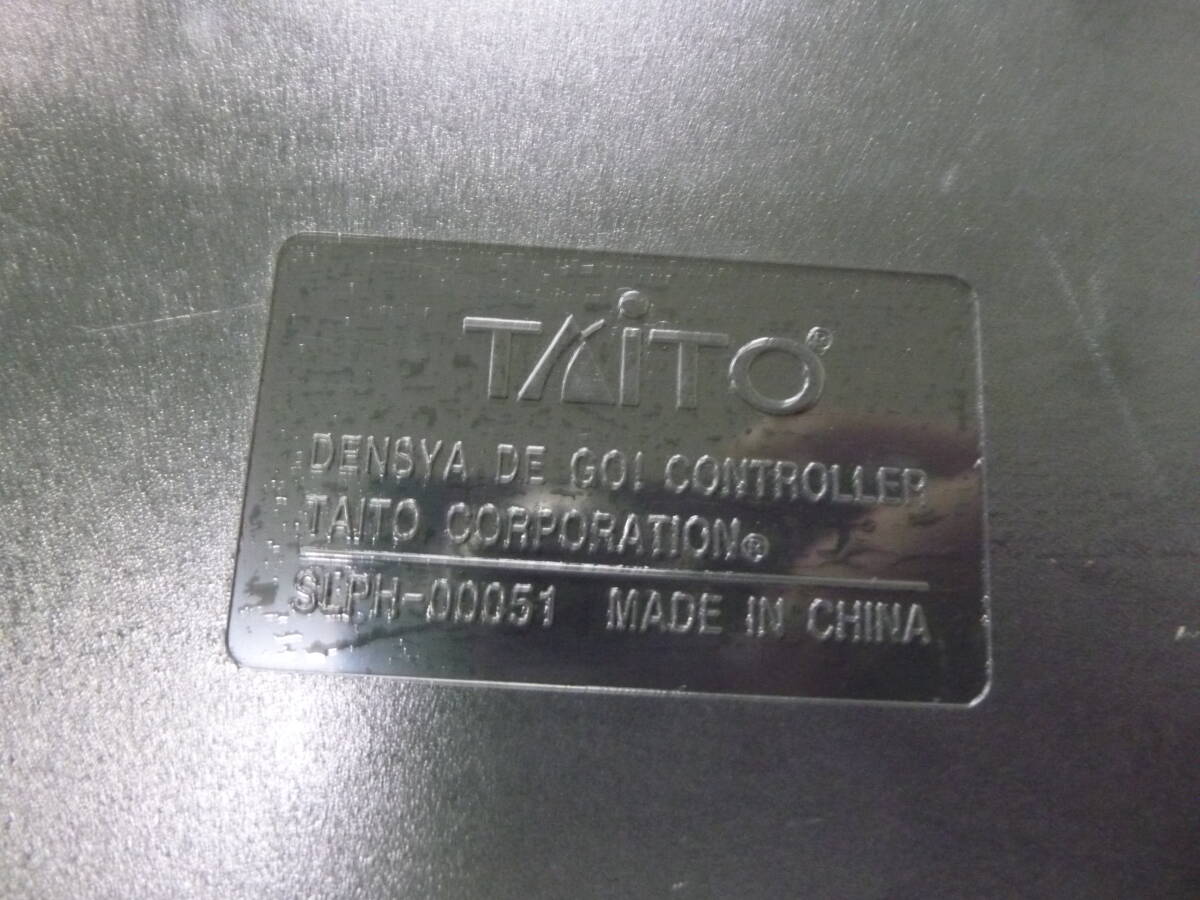 TAiTO®
DENSYA DE GO! CONTROLLER
TAITO CORPORATION®
SLPH-00051 MADE IN CHINA